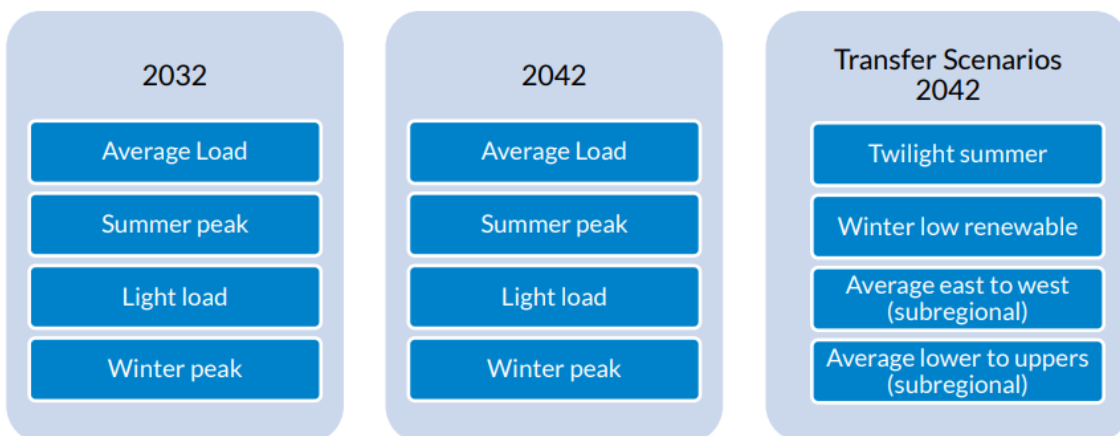 2032
Average Load
Summer peak
Light load
Winter peak
2042
Average Load
Summer peak
Light load
Winter peak
Transfer Scenarios
2042
Twilight summer
Winter low renewable
Average east to west
(subregional)
Average lower to uppers
(subregional)